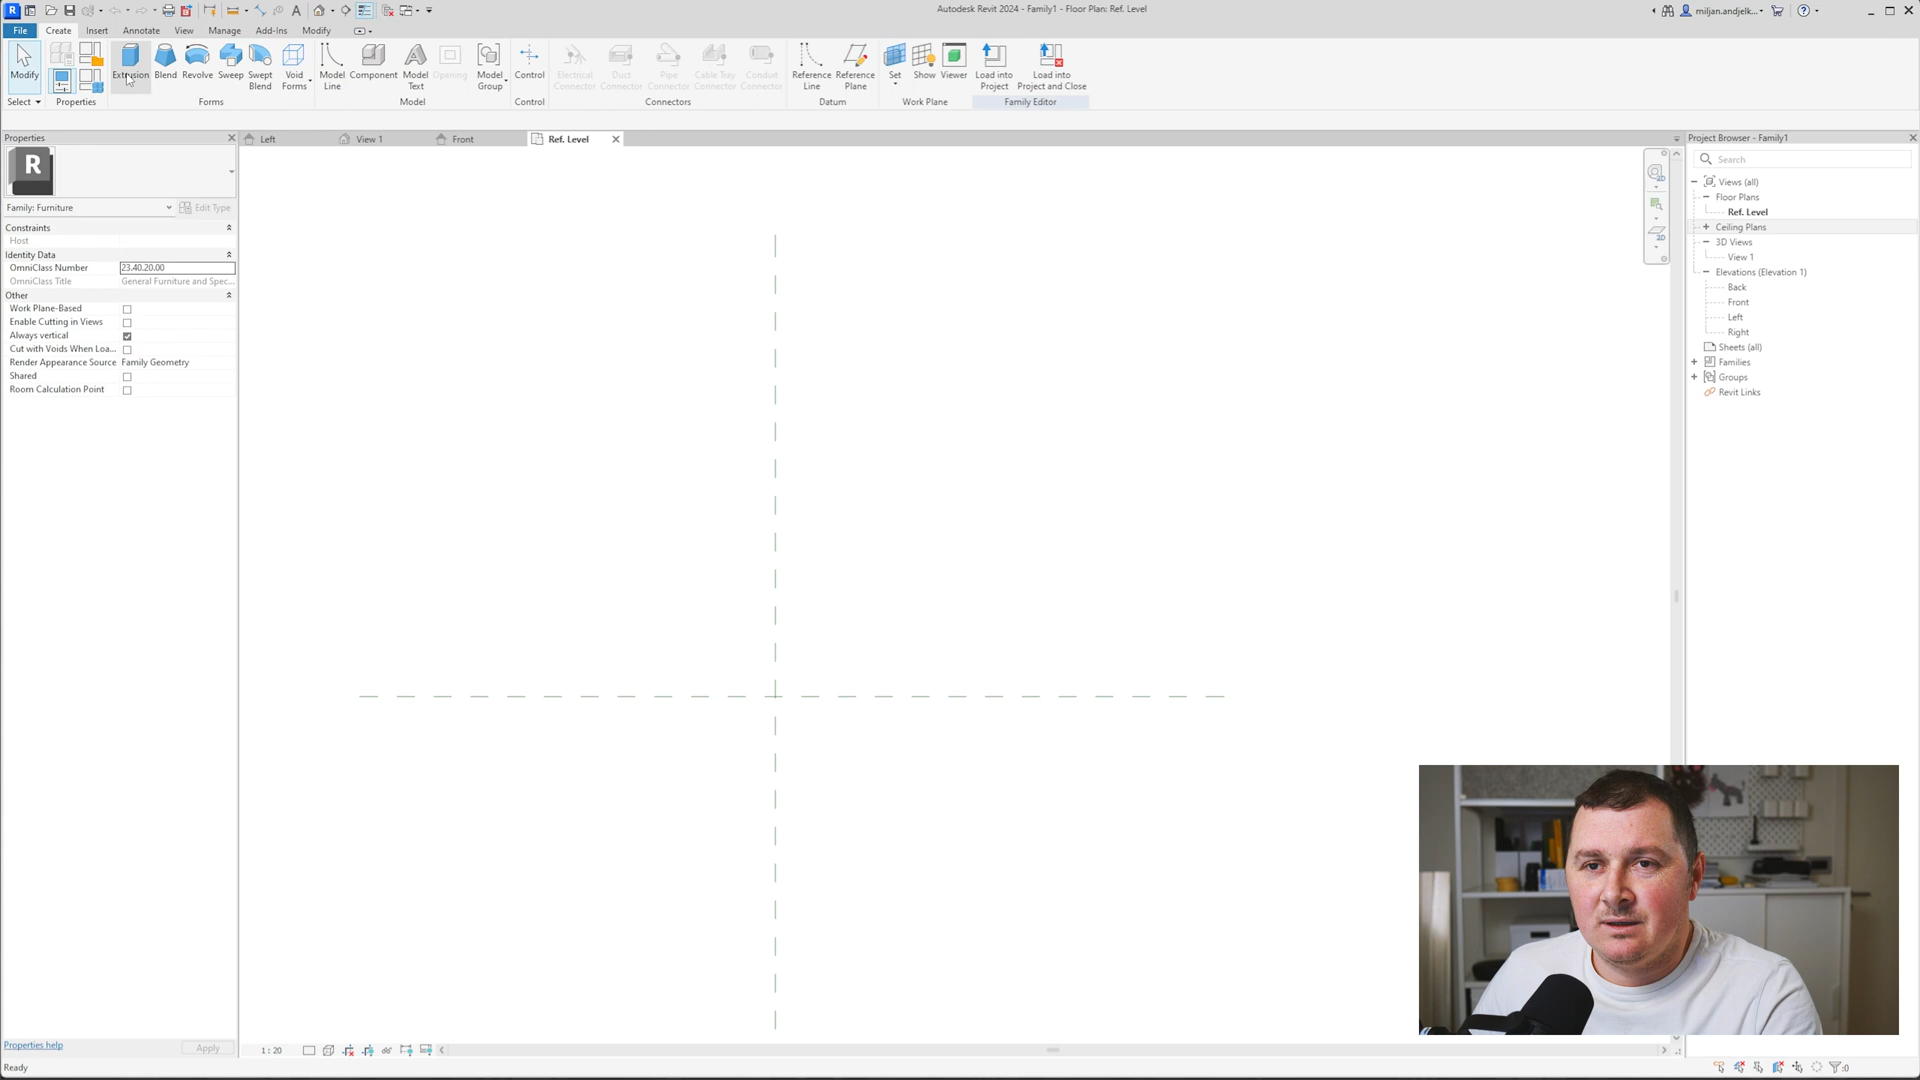 Autodesk Revit 2024 - Family1 - Floor Plan: Ref. Level
miljan.andjelk...
File Create Insert Annotate View Manage Add-Ins Modify
Modify
Extrusion Blend Revolve Sweep Swept Blend Void Forms
Model Line Component Model Text Opening Model Group
Control
Electrical Connector Duct Connector Pipe Connector Cable Tray Connector Conduit Connector
Reference Line Reference Plane
Set Show Viewer
Load into Project Load into Project and Close
Select Properties Forms Model Control Connectors Datum Work Plane Family Editor
Properties
R
Family: Furniture Edit Type
Constraints
Host
Identity Data
OmniClass Number 23.40.20.00
OmniClass Title General Furniture and Spec...
Other
Work Plane-Based
Enable Cutting in Views
Always vertical
Cut with Voids When Loa...
Render Appearance Source Family Geometry
Shared
Room Calculation Point
Properties help Apply
Left View 1 Front Ref. Level
2D
2D
1 : 20
Ready
Project Browser - Family1
Search
Views (all)
Floor Plans
Ref. Level
Ceiling Plans
3D Views
View 1
Elevations (Elevation 1)
Back
Front
Left
Right
Sheets (all)
Families
Groups
Revit Links
:0